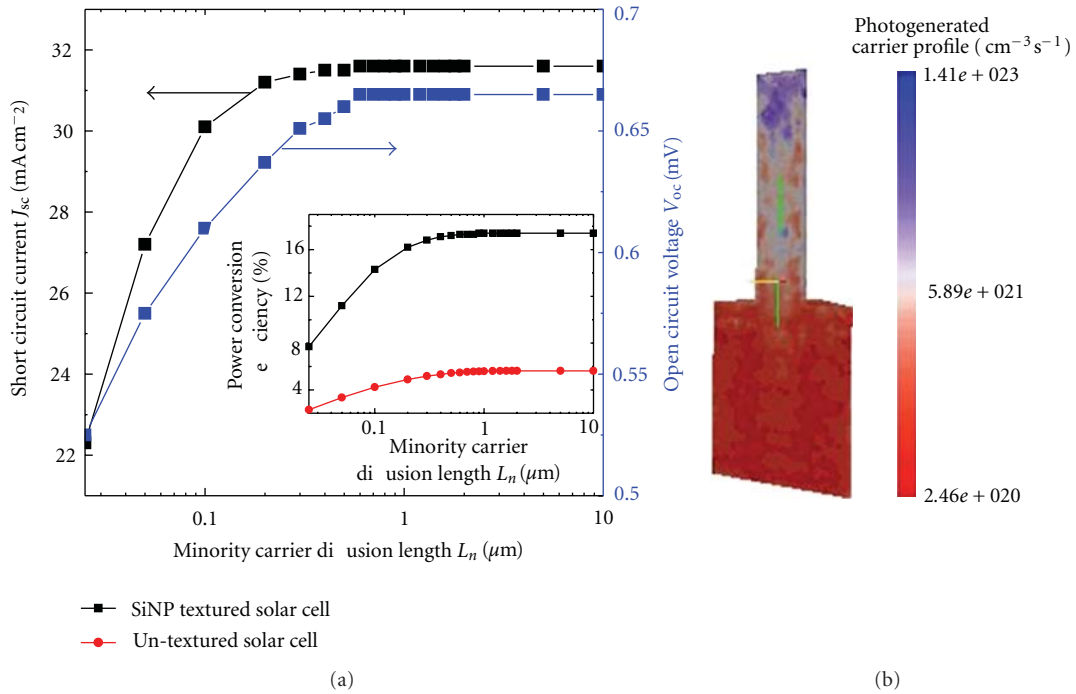 32
30
28
26
24
22
Short circuit current J_sc (mA cm⁻²)
0.1
1
10
Minority carrier di usion length L_n (μm)
0.7
0.65
0.6
0.55
0.5
Open circuit voltage V_oc (mV)
16
12
8
4
Power conversion
e ciency (%)
0.1
1
10
Minority carrier
di usion length L_n (μm)
SiNP textured solar cell
Un-textured solar cell
(a)
Photogenerated
carrier profile ( cm⁻³ s⁻¹)
1.41e + 023
5.89e + 021
2.46e + 020
(b)